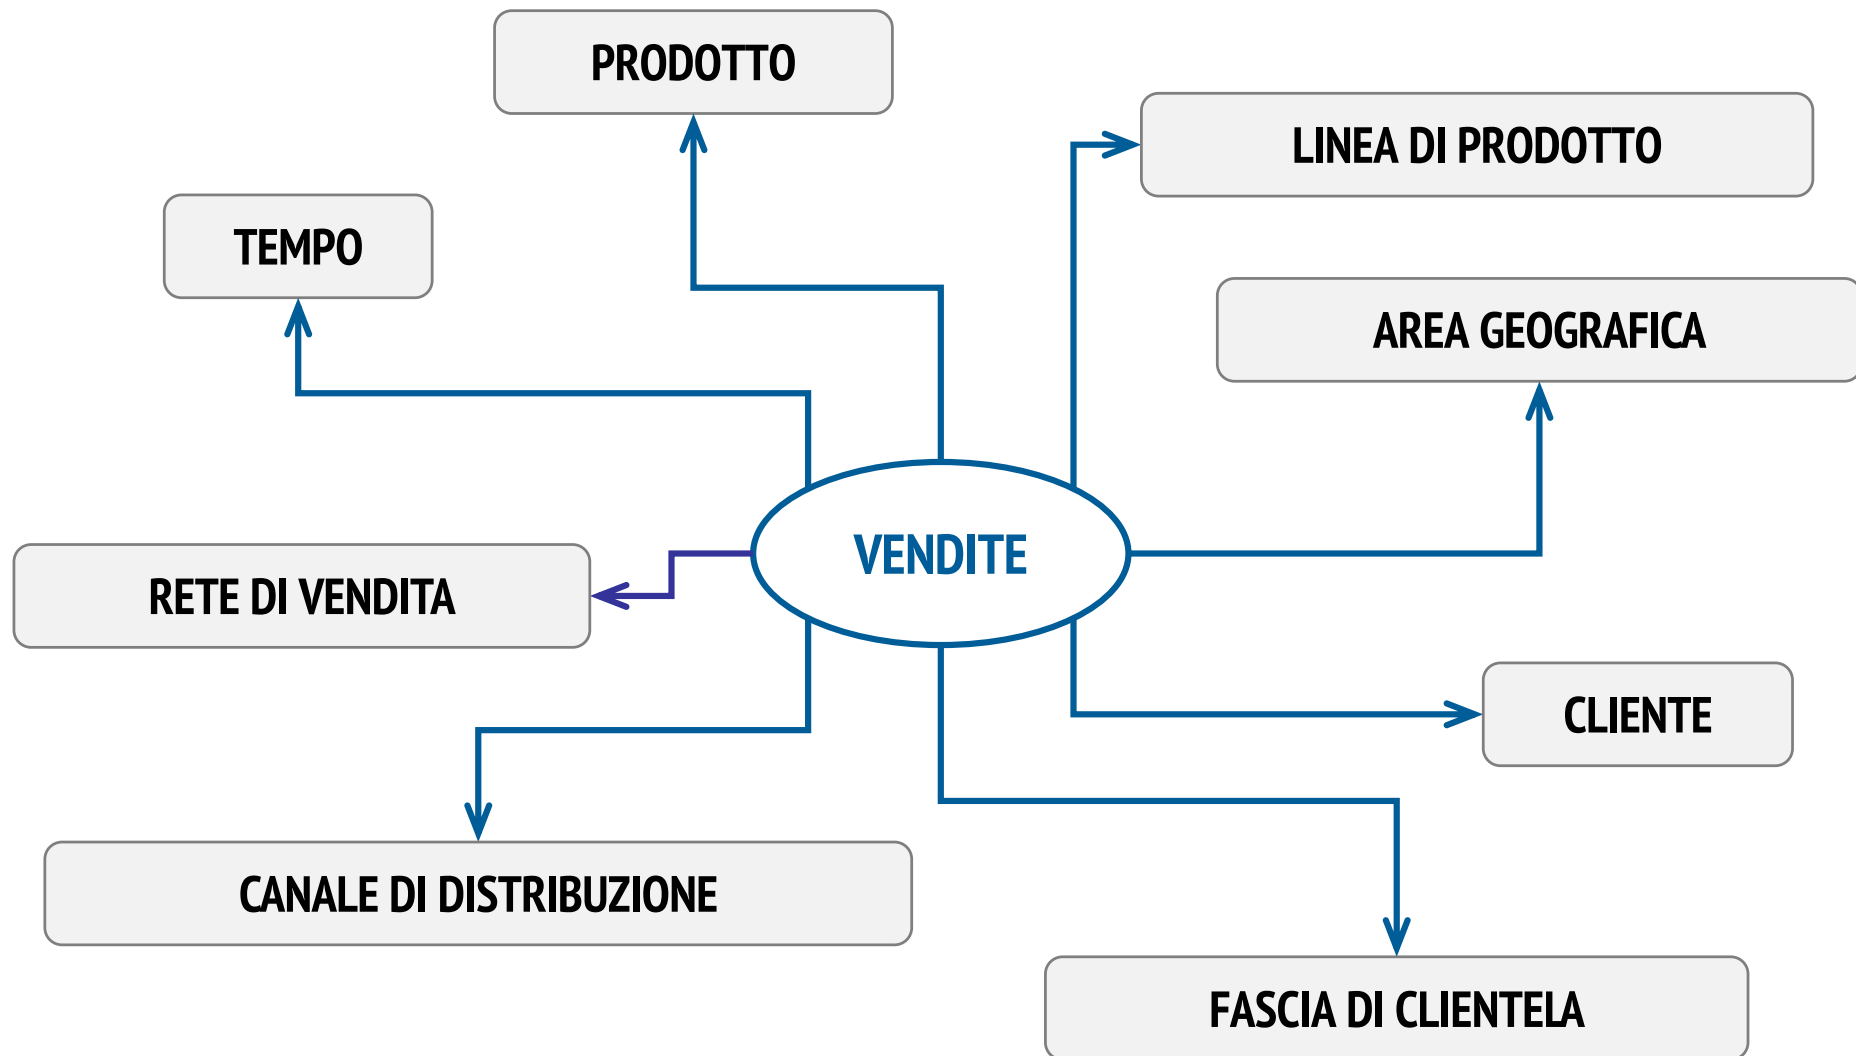 PRODOTTO
LINEA DI PRODOTTO
TEMPO
AREA GEOGRAFICA
VENDITE
RETE DI VENDITA
CLIENTE
CANALE DI DISTRIBUZIONE
FASCIA DI CLIENTELA